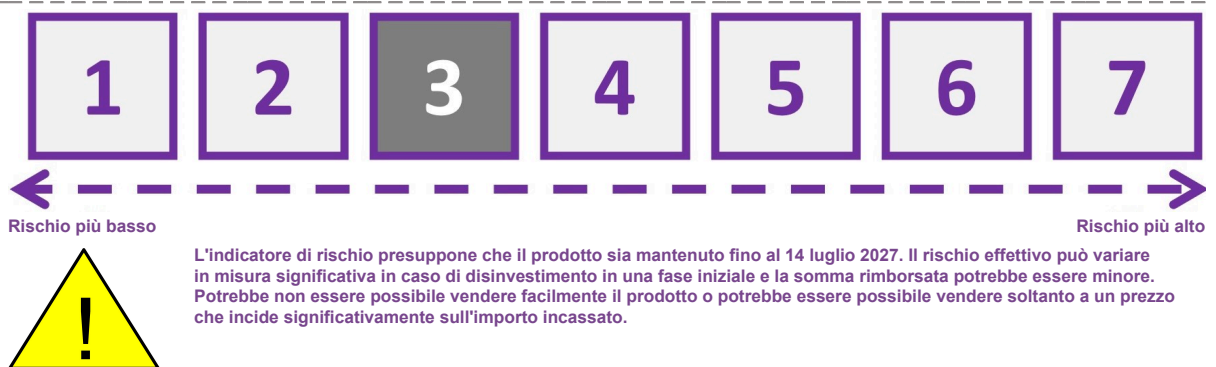 1 2 3 4 5 6 7
Rischio più basso Rischio più alto
L'indicatore di rischio presuppone che il prodotto sia mantenuto fino al 14 luglio 2027. Il rischio effettivo può variare
in misura significativa in caso di disinvestimento in una fase iniziale e la somma rimborsata potrebbe essere minore.
Potrebbe non essere possibile vendere facilmente il prodotto o potrebbe essere possibile vendere soltanto a un prezzo
che incide significativamente sull'importo incassato.
!